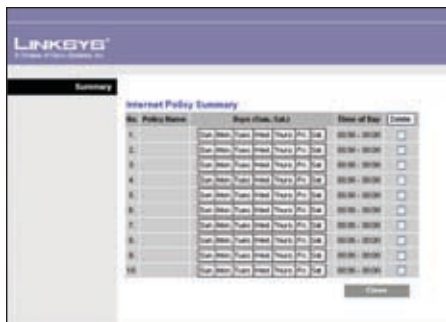 LINKSYS®
A Division of Cisco Systems, Inc.
Summary
Internet Policy Summary
No. Policy Name Days (Sun.-Sat.) Time of Day Delete
1. Sun. Mon. Tues. Wed. Thurs. Fri. Sat. 00:00 - 00:00
2. Sun. Mon. Tues. Wed. Thurs. Fri. Sat. 00:00 - 00:00
3. Sun. Mon. Tues. Wed. Thurs. Fri. Sat. 00:00 - 00:00
4. Sun. Mon. Tues. Wed. Thurs. Fri. Sat. 00:00 - 00:00
5. Sun. Mon. Tues. Wed. Thurs. Fri. Sat. 00:00 - 00:00
6. Sun. Mon. Tues. Wed. Thurs. Fri. Sat. 00:00 - 00:00
7. Sun. Mon. Tues. Wed. Thurs. Fri. Sat. 00:00 - 00:00
8. Sun. Mon. Tues. Wed. Thurs. Fri. Sat. 00:00 - 00:00
9. Sun. Mon. Tues. Wed. Thurs. Fri. Sat. 00:00 - 00:00
10. Sun. Mon. Tues. Wed. Thurs. Fri. Sat. 00:00 - 00:00
Close